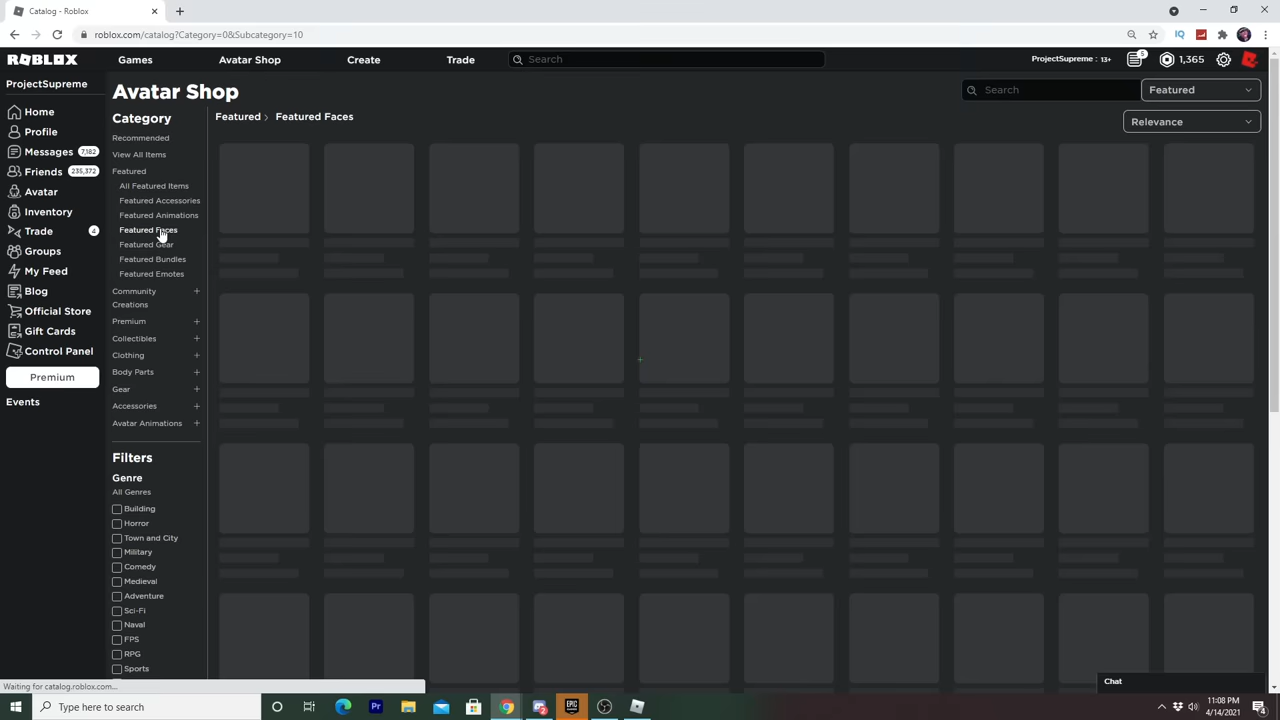 Catalog - Roblox
roblox.com/catalog?Category=0&Subcategory=10
ROBLOX
Games
Avatar Shop
Create
Trade
Search
ProjectSupreme : 13+
5
1,365
ProjectSupreme
Home
Profile
Messages 7,182
Friends 235,372
Avatar
Inventory
Trade 4
Groups
My Feed
Blog
Official Store
Gift Cards
Control Panel
Premium
Events
Avatar Shop
Search
Featured
Category
Featured > Featured Faces
Relevance
Recommended
View All Items
Featured
All Featured Items
Featured Accessories
Featured Animations
Featured Faces
Featured Gear
Featured Bundles
Featured Emotes
Community +
Creations
Premium +
Collectibles +
Clothing +
Body Parts +
Gear +
Accessories +
Avatar Animations +
Filters
Genre
All Genres
Building
Horror
Town and City
Military
Comedy
Medieval
Adventure
Sci-Fi
Naval
FPS
RPG
Sports
Waiting for catalog.roblox.com...
Chat
Type here to search
Pr
EPIC
11:08 PM
4/14/2021
4